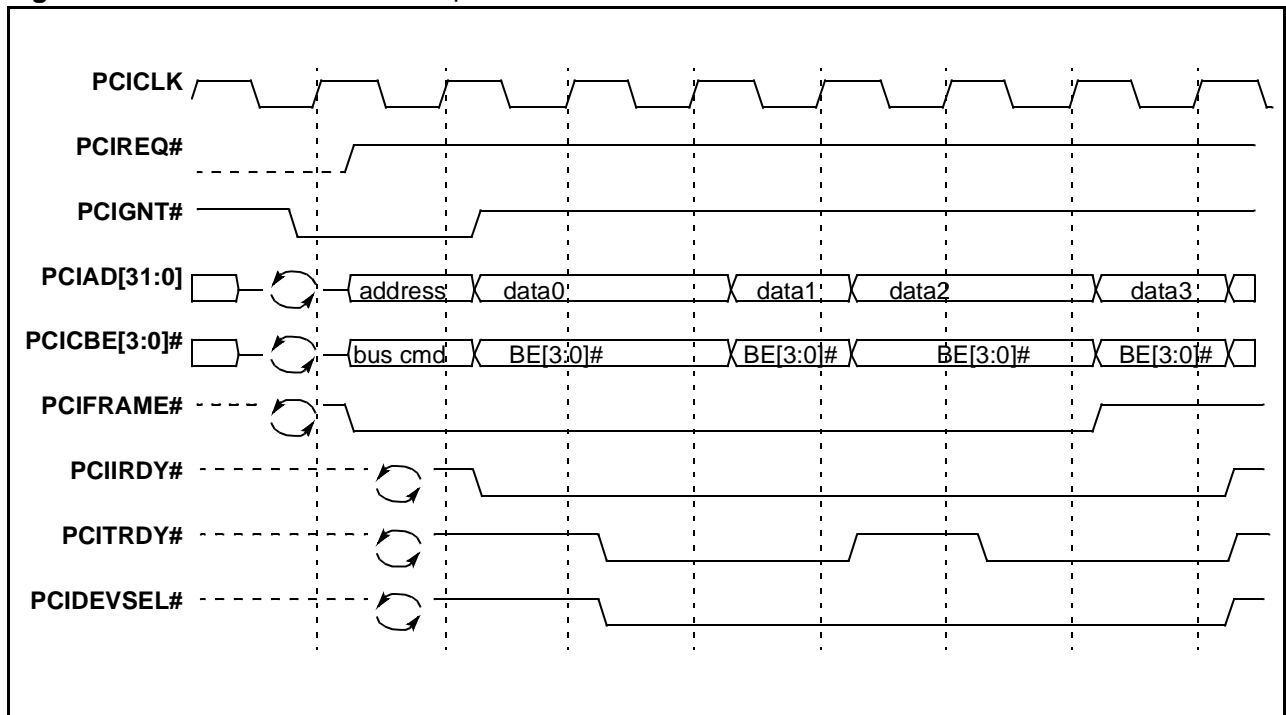 PCICLK
PCIREQ#
PCIGNT#
PCIAD[31:0] address data0 data1 data2 data3
PCICBE[3:0]# bus cmd BE[3:0]# BE[3:0]# BE[3:0]# BE[3:0]#
PCIFRAME#
PCIIRDY#
PCITRDY#
PCIDEVSEL#